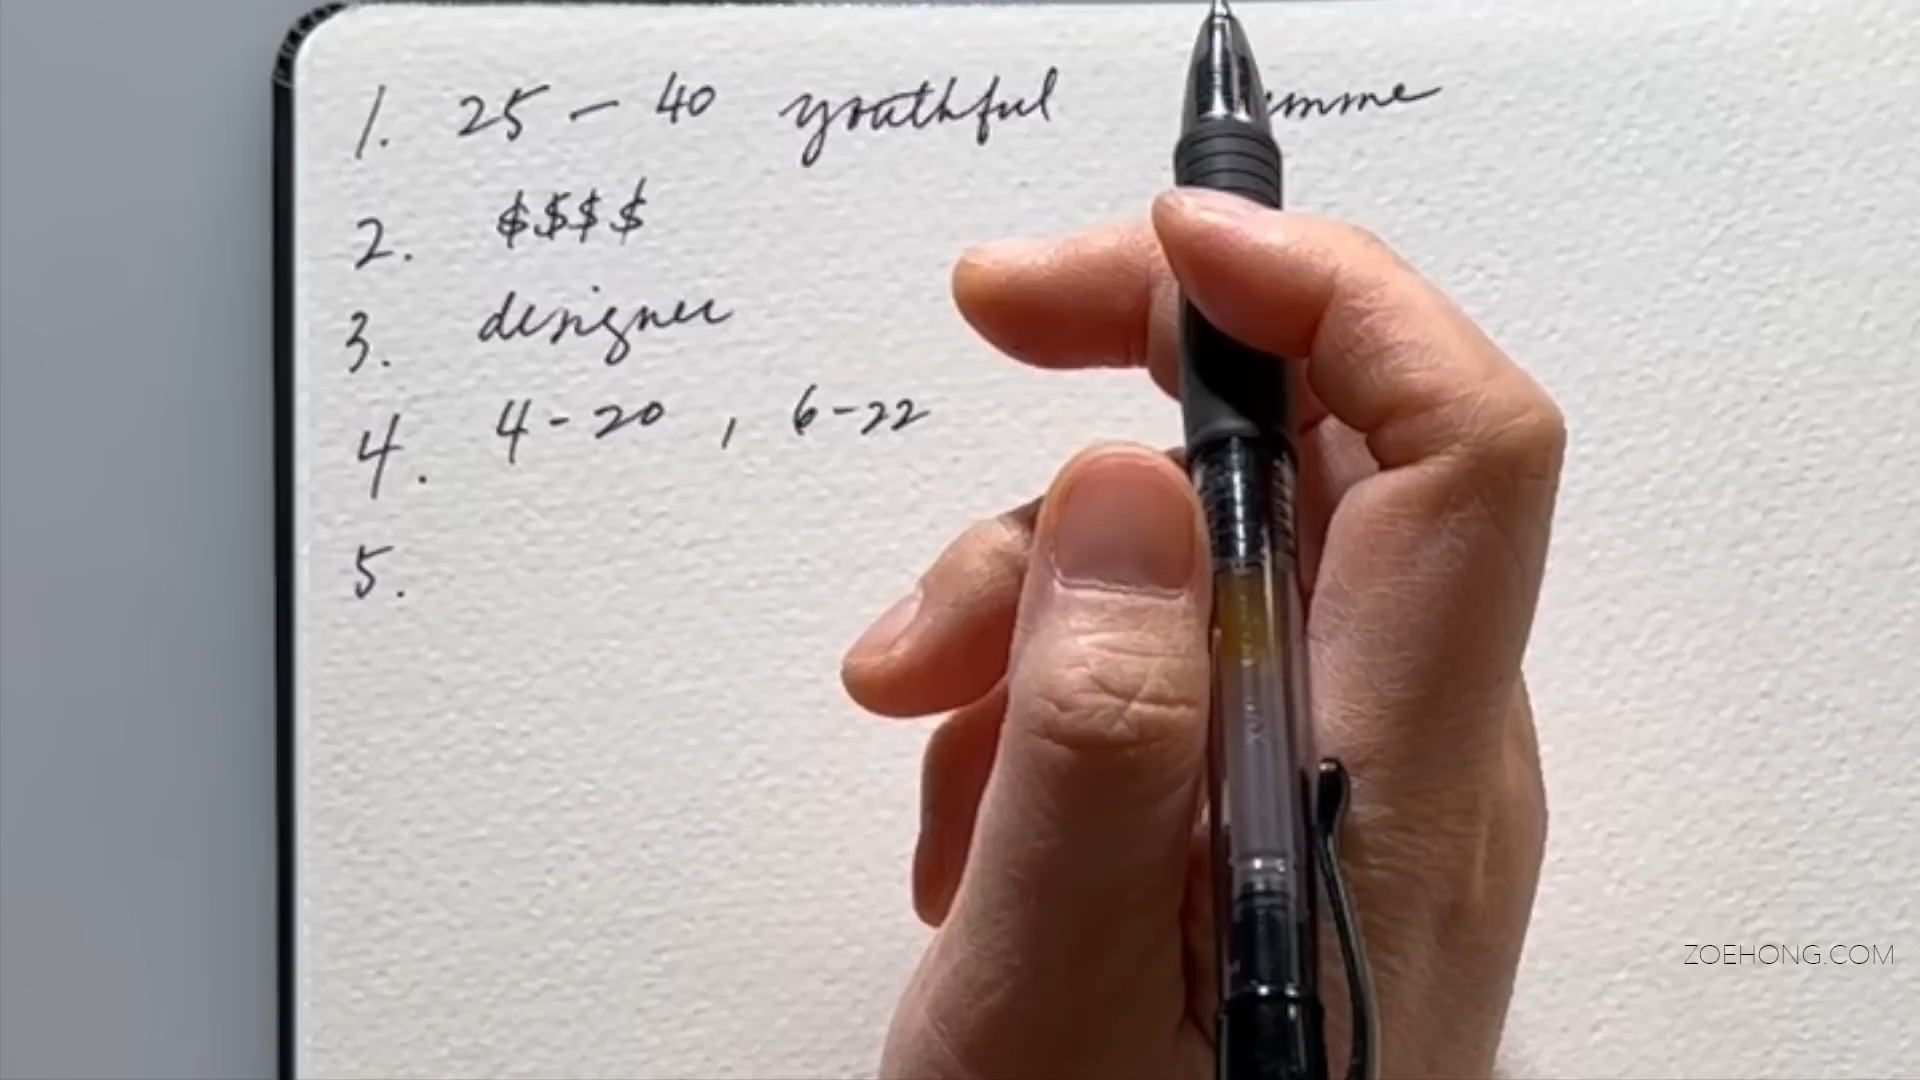 1. 25 - 40 youthful
2. $$$$
3. designer
4. 4-20 , 6-22
5.
ZOEHONG.COM